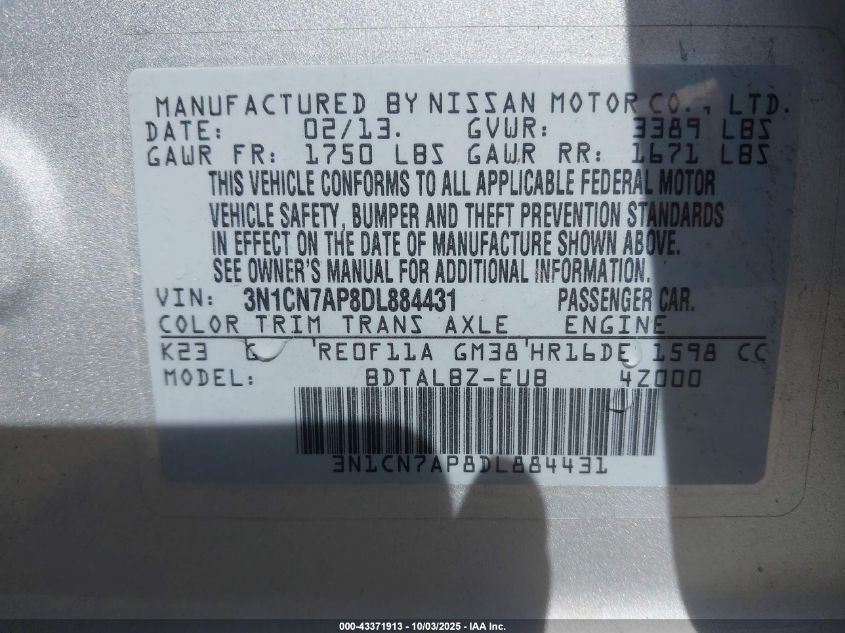 MANUFACTURED BY NISSAN MOTOR CO., LTD.
DATE: 02/13. GVWR: 3389 LBS
GAWR FR: 1750 LBS GAWR RR: 1671 LBS
THIS VEHICLE CONFORMS TO ALL APPLICABLE FEDERAL MOTOR
VEHICLE SAFETY, BUMPER AND THEFT PREVENTION STANDARDS
IN EFFECT ON THE DATE OF MANUFACTURE SHOWN ABOVE.
SEE OWNER'S MANUAL FOR ADDITIONAL INFORMATION.
VIN: 3N1CN7AP8DL884431 PASSENGER CAR.
COLOR TRIM TRANS AXLE ENGINE
K23 RE0F11A GM38 HR16DE 1598 CC
MODEL: BDTALBZ-EUB 4Z000
3N1CN7AP8DL884431
000-43371913 - 10/03/2025 - IAA Inc.